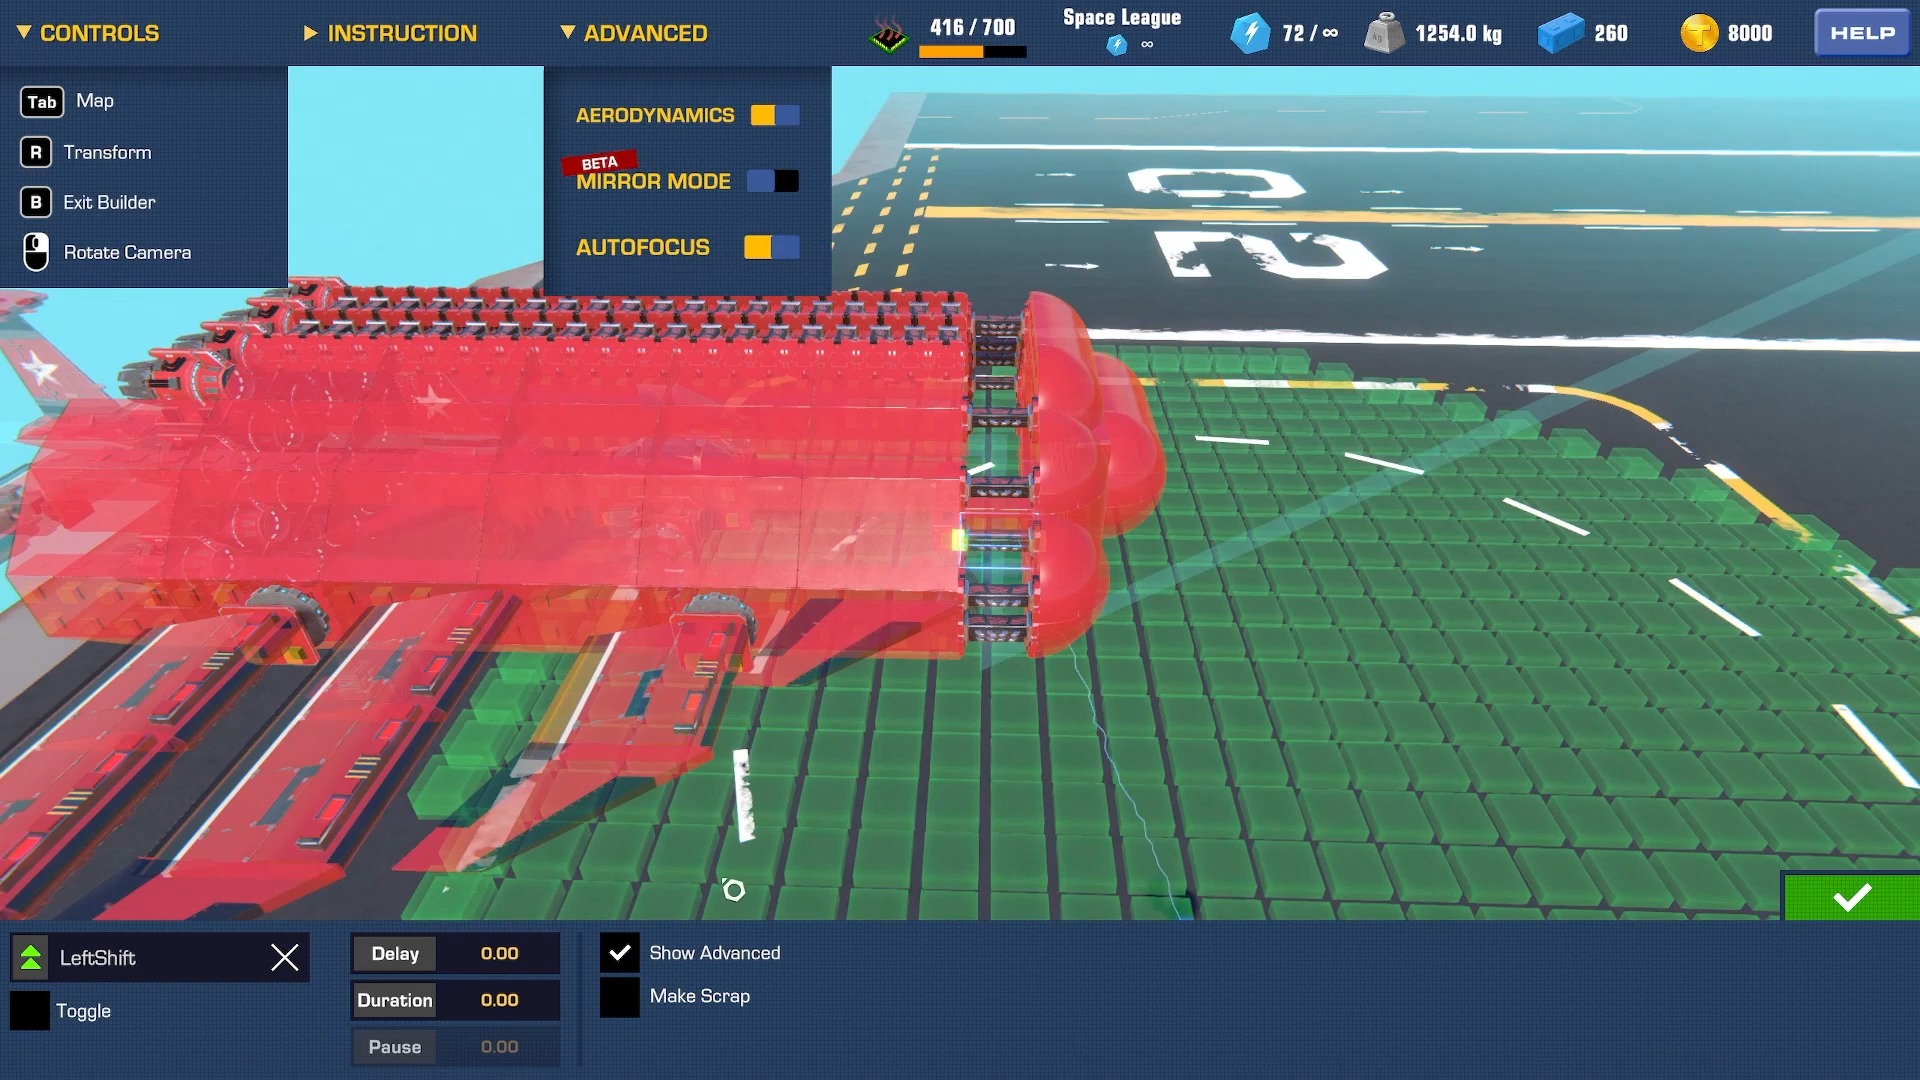 CONTROLS
INSTRUCTION
ADVANCED
416 / 700
Space League
∞
72 / ∞
1254.0 kg
260
8000
HELP
Tab Map
R Transform
B Exit Builder
Rotate Camera
AERODYNAMICS
BETA
MIRROR MODE
AUTOFOCUS
02
LeftShift
Toggle
Delay 0.00
Duration 0.00
Pause 0.00
Show Advanced
Make Scrap